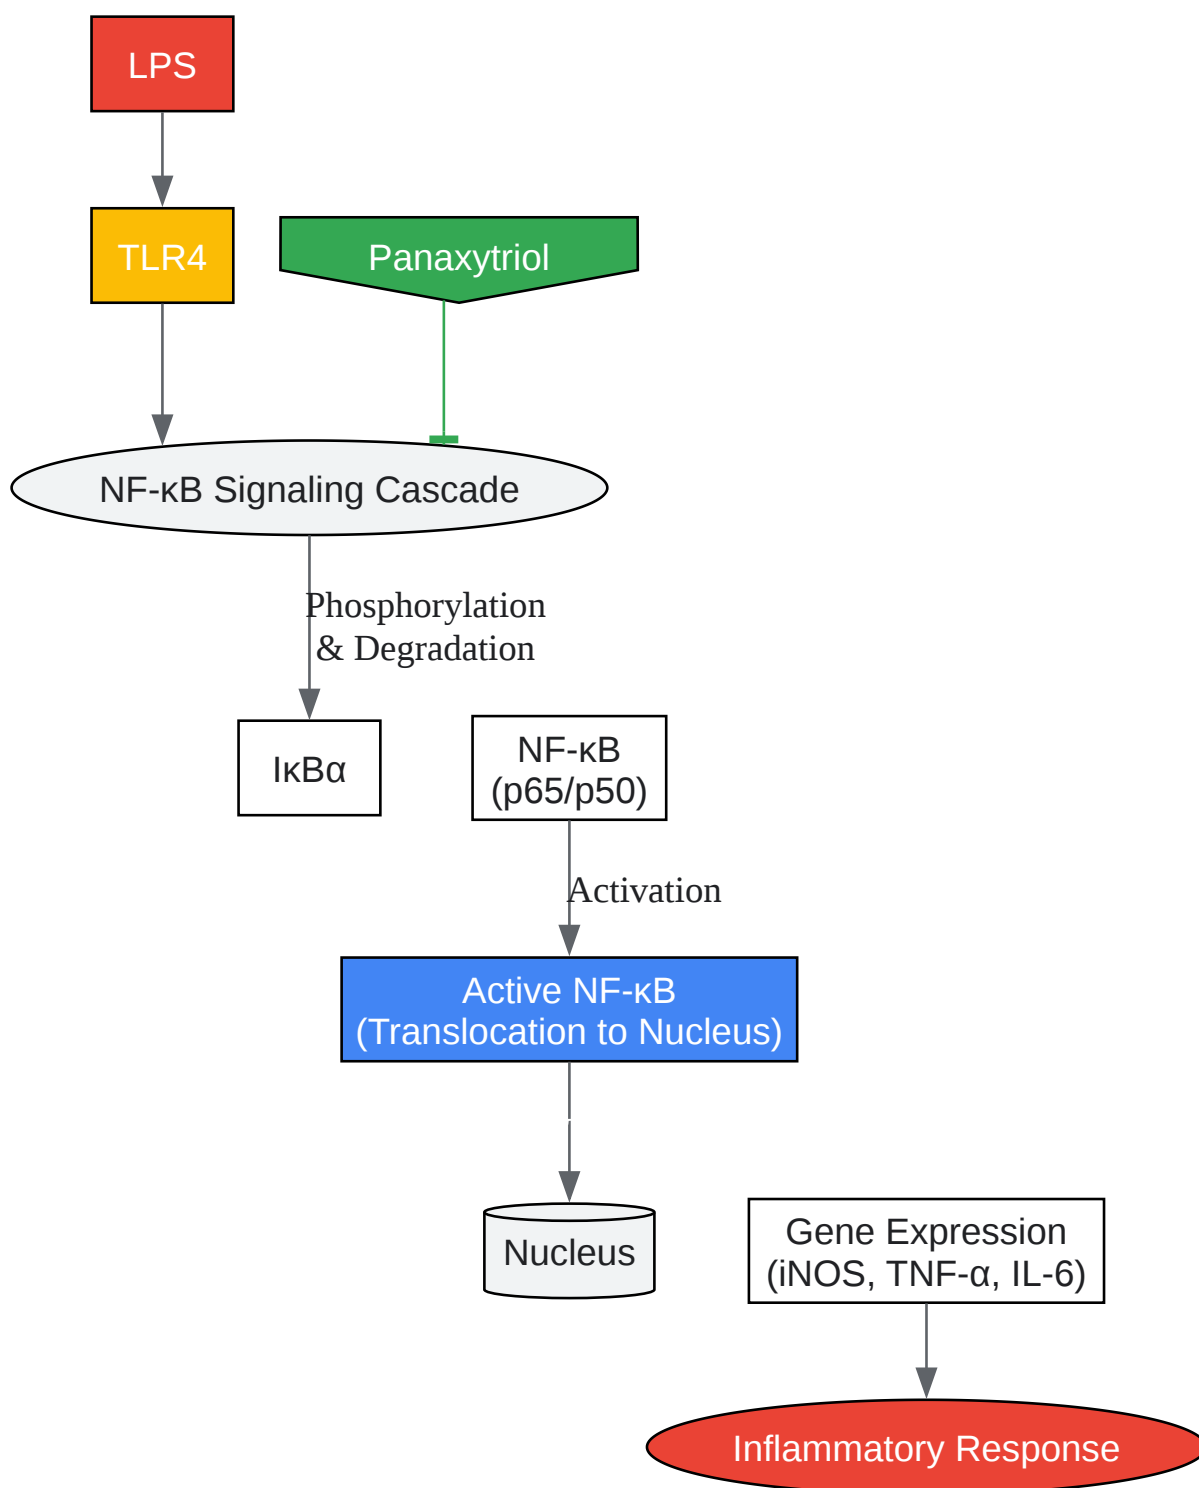 LPS
TLR4
Panaxytriol
NF-κB Signaling Cascade
Phosphorylation
& Degradation
IκBα
NF-κB
(p65/p50)
Activation
Active NF-κB
(Translocation to Nucleus)
Nucleus
Gene Expression
(iNOS, TNF-α, IL-6)
Inflammatory Response